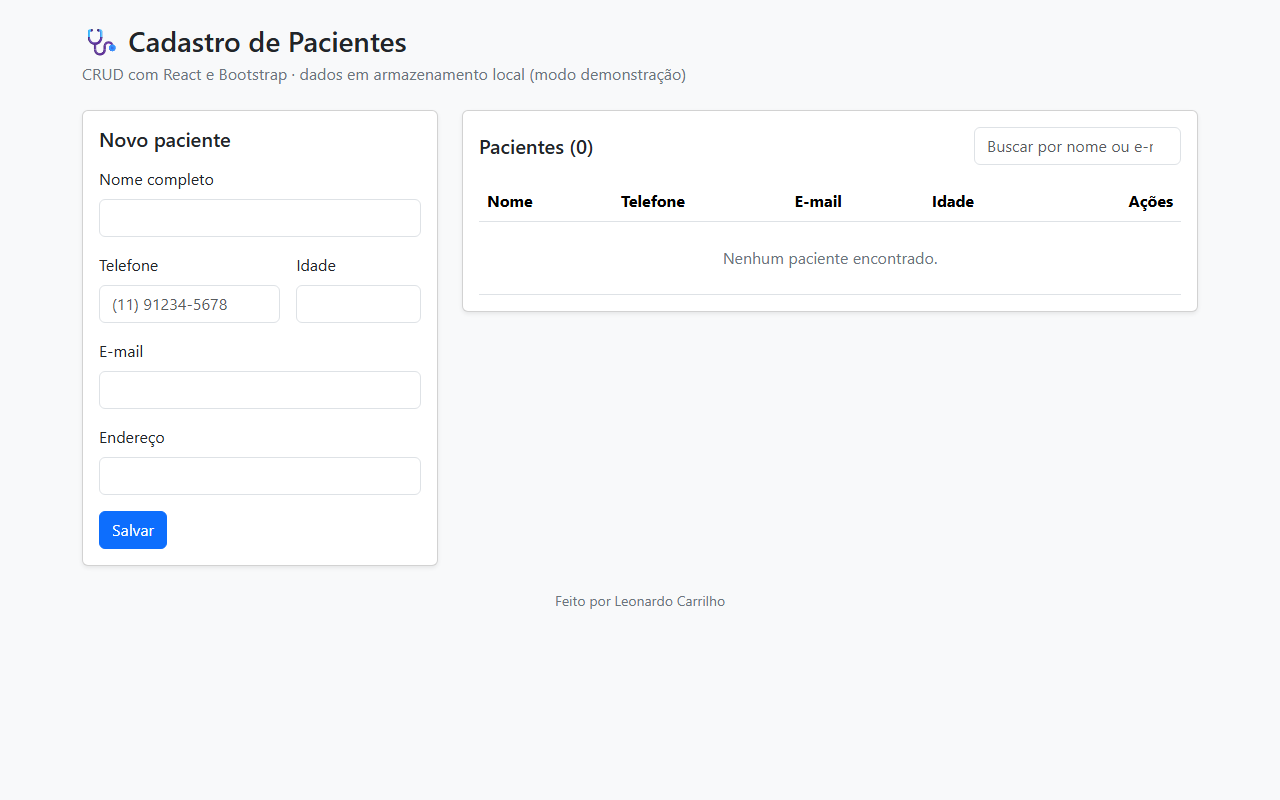 Cadastro de Pacientes
CRUD com React e Bootstrap · dados em armazenamento local (modo demonstração)
Novo paciente
Nome completo
Telefone Idade
(11) 91234-5678
E-mail
Endereço
Salvar
Pacientes (0)
Buscar por nome ou e-r
Nome Telefone E-mail Idade Ações
Nenhum paciente encontrado.
Feito por Leonardo Carrilho